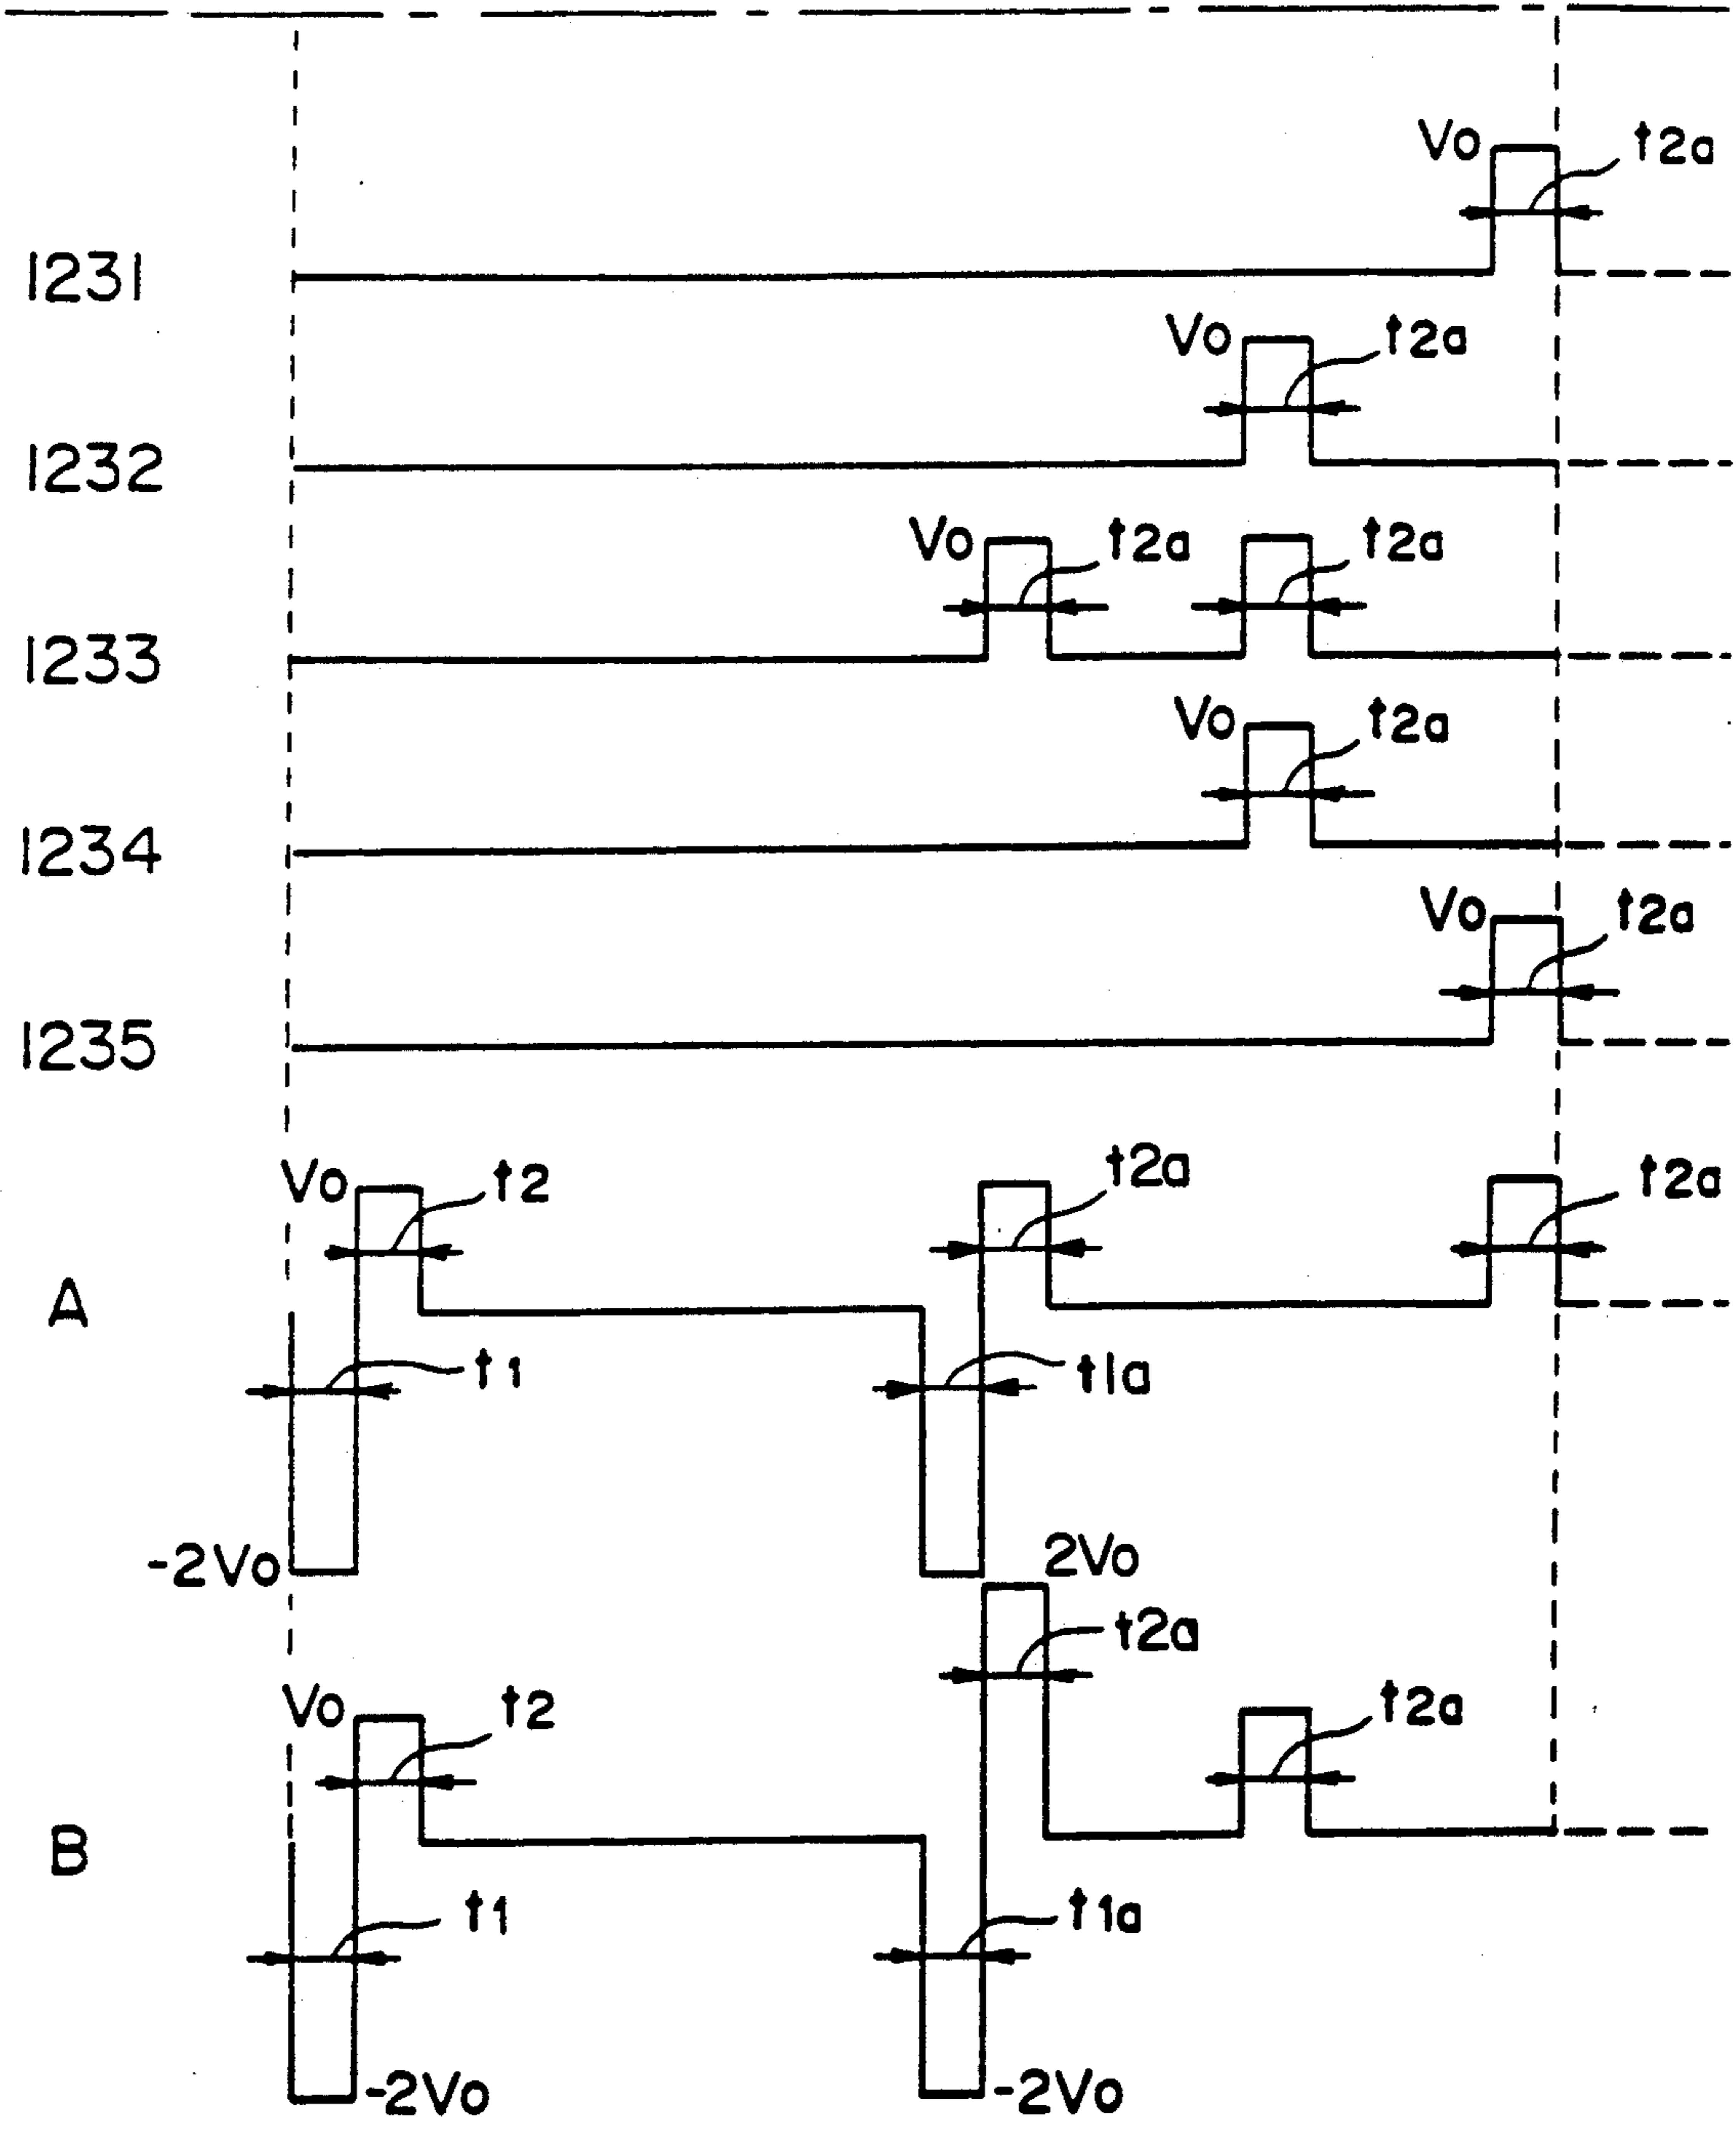 Vo t2a
1231
Vo t2a
1232
Vo t2a t2a
1233
Vo t2a
1234
Vo t2a
1235
Vo t2 t2a t2a
A
t1 t1a
-2Vo 2Vo
t2a
Vo t2 t2a
B
t1 t1a
-2Vo -2Vo